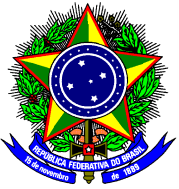 REPÚBLICA FEDERATIVA DO BRASIL
15 de novembro de 1889